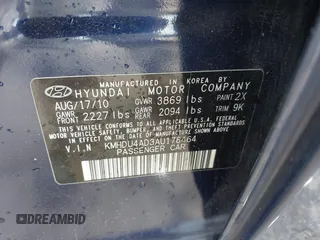 MANUFACTURED IN KOREA BY
HYUNDAI MOTOR COMPANY
AUG/17/10 GVWR 3869 lbs PAINT 2X
GAWR FRONT 2227 lbs GAWR REAR 2094 lbs TRIM 9K
THIS VEHICLE CONFORMS TO ALL APPLICABLE
FEDERAL MOTOR VEHICLE SAFETY, BUMPER,
AND THEFT PREVENTION STANDARDS IN EFFECT
ON THE DATE OF MANUFACTURE SHOWN ABOVE.
V.I.N
PASSENGER CAR
DREAMBID